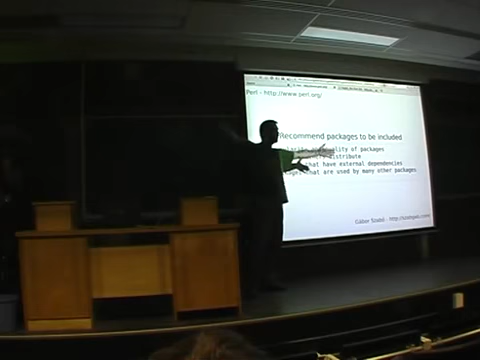 Perl - http://www.perl.org/
Recommend packages to be included
quality of packages
distribute
that have external dependencies
that are used by many other packages
Gábor Szabó - http://szabgab.com/